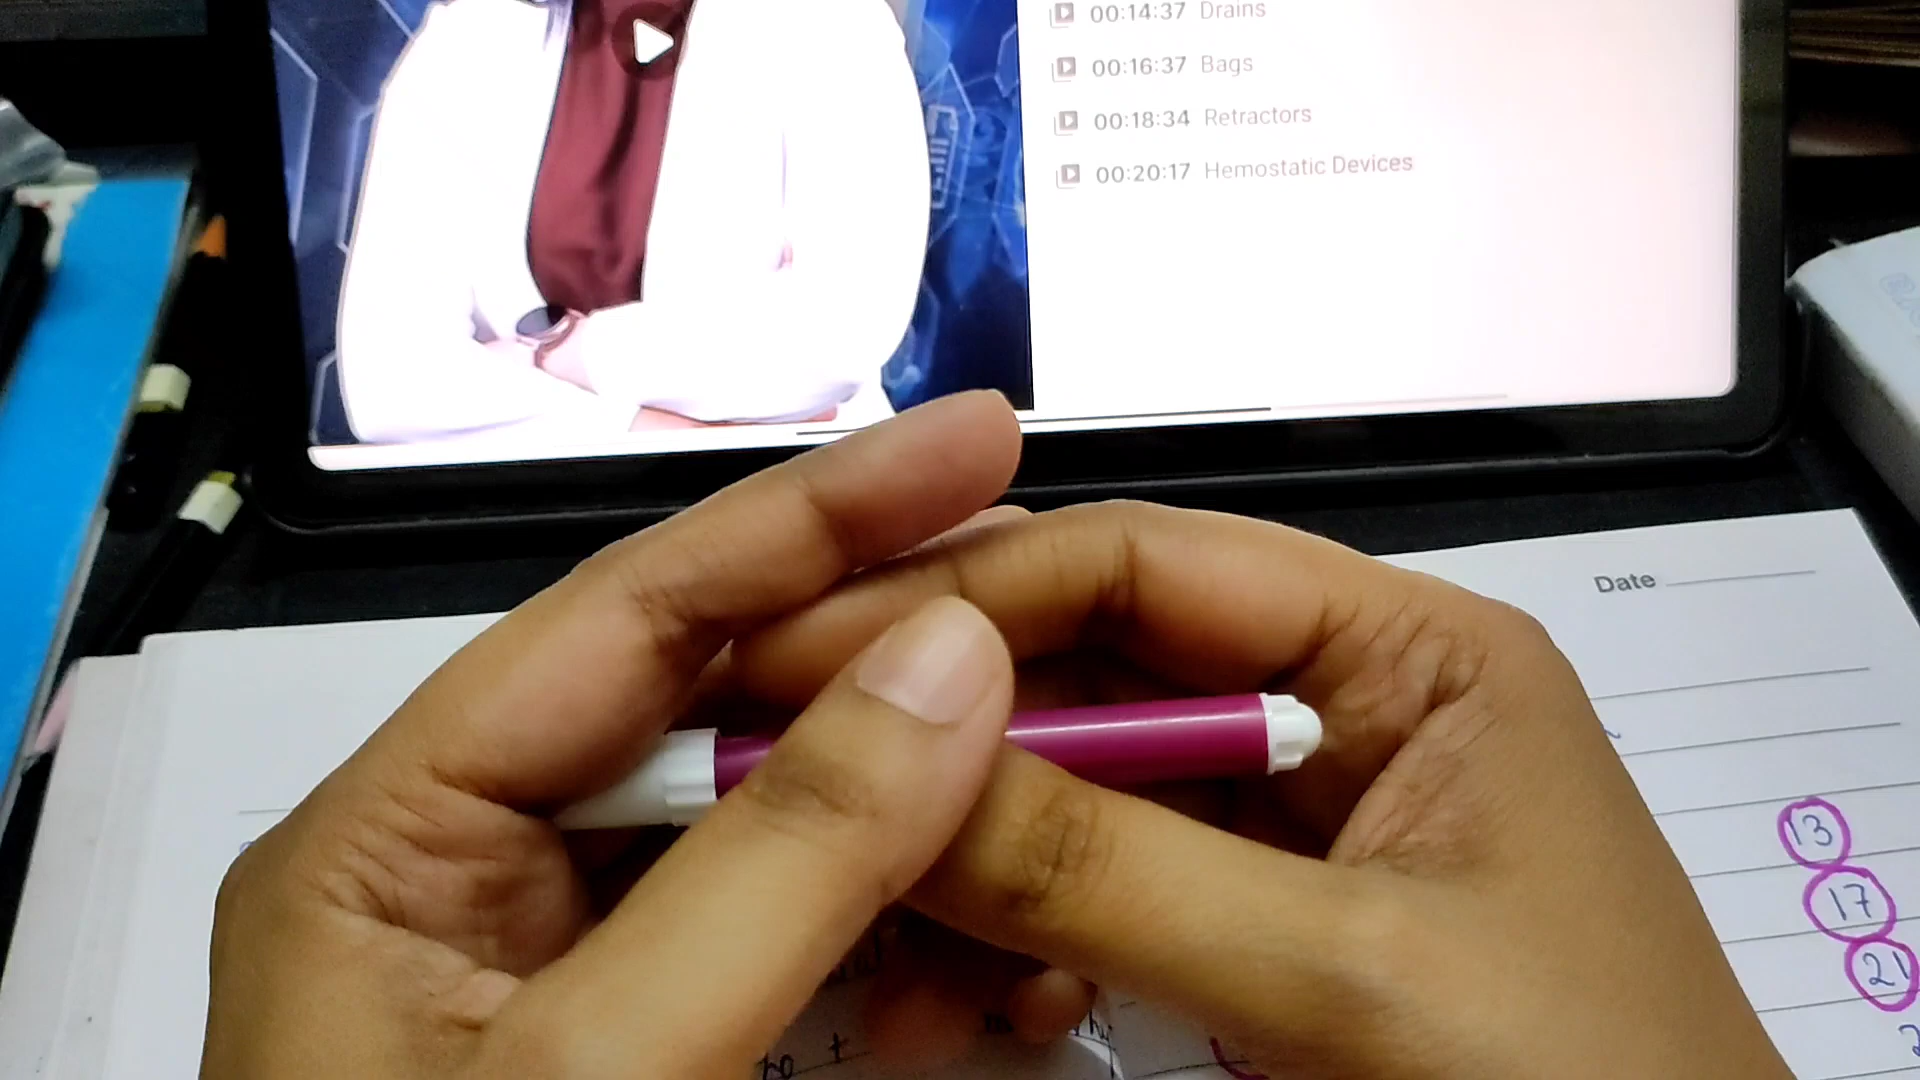 00:14:37 Drains
00:16:37 Bags
00:18:34 Retractors
00:20:17 Hemostatic Devices
Date
13
17
21